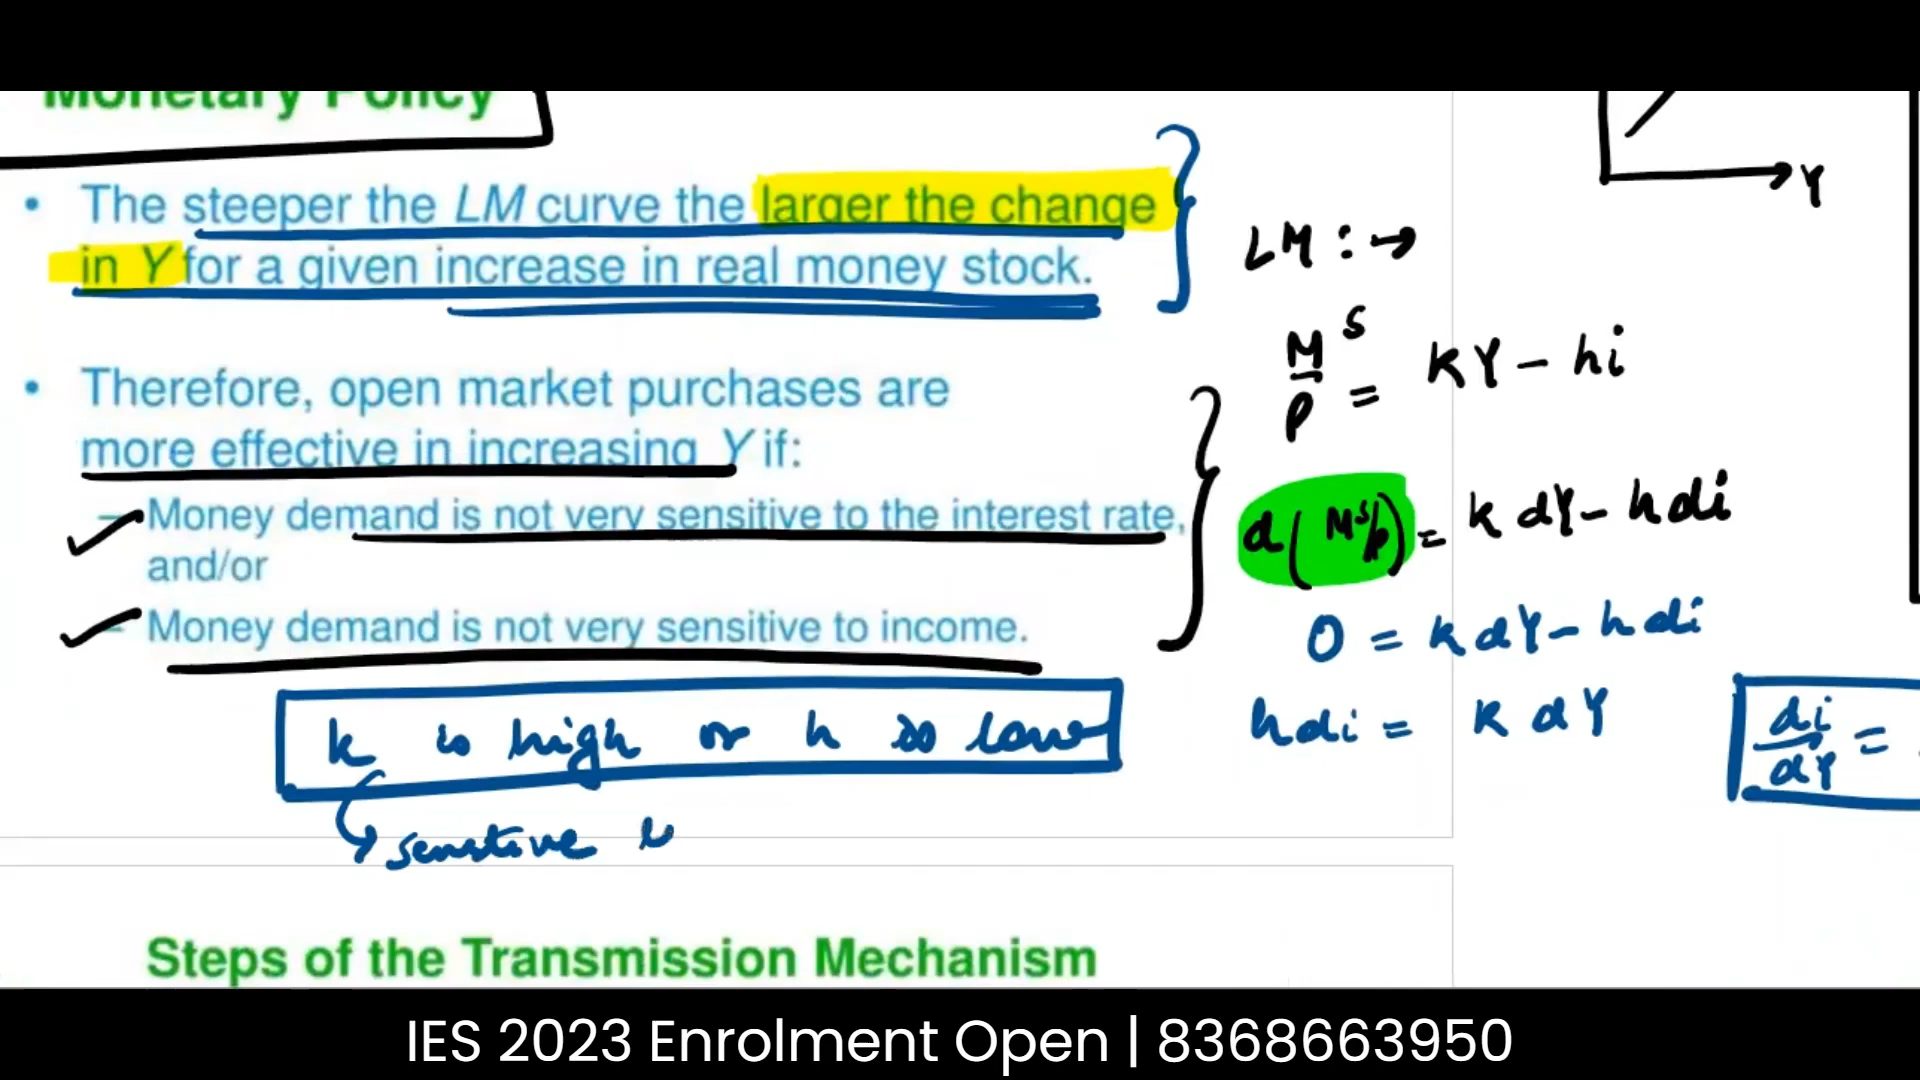 Monetary Policy
• The steeper the LM curve the larger the change
in Y for a given increase in real money stock.
• Therefore, open market purchases are
more effective in increasing Y if:
– Money demand is not very sensitive to the interest rate,
and/or
– Money demand is not very sensitive to income.
k is high or h is low
sensitive
Steps of the Transmission Mechanism
Y
LM : →
M^S/P = kY - hi
d(M^s/p) = k dY - h di
0 = k dY - h di
h di = k dY
di/dY =
IES 2023 Enrolment Open | 8368663950